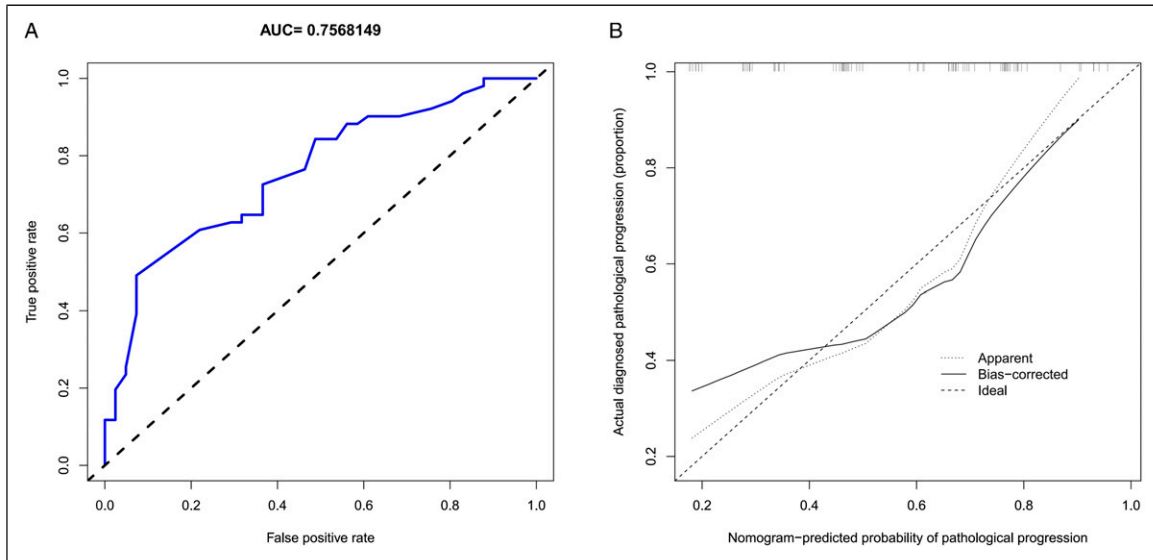 A
AUC= 0.7568149
True positive rate
0.0
0.2
0.4
0.6
0.8
1.0
0.0 0.2 0.4 0.6 0.8 1.0
False positive rate
B
Actual diagnosed pathological progression (proportion)
0.2
0.4
0.6
0.8
1.0
Apparent
Bias−corrected
Ideal
0.2 0.4 0.6 0.8 1.0
Nomogram−predicted probability of pathological progression